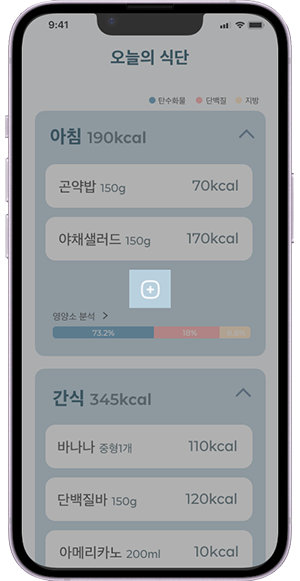 9:41
오늘의 식단
탄수화물 단백질 지방
아침 190kcal
곤약밥 150g 70kcal
야채샐러드 150g 170kcal
영양소 분석 >
73.2% 18%
간식 345kcal
바나나 중형1개 110kcal
단백질바 150g 120kcal
아메리카노 200ml 10kcal